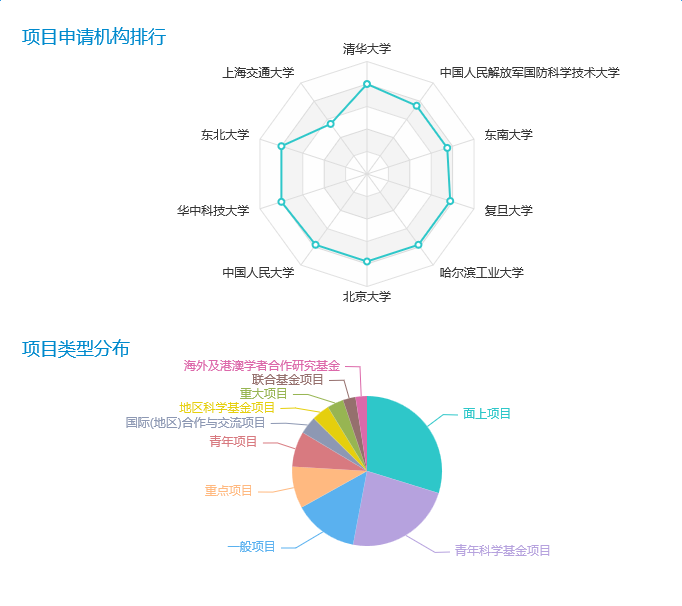 项目申请机构排行
清华大学
上海交通大学
中国人民解放军国防科学技术大学
东北大学
东南大学
华中科技大学
复旦大学
中国人民大学
哈尔滨工业大学
北京大学
项目类型分布
海外及港澳学者合作研究基金
联合基金项目
重大项目
地区科学基金项目
面上项目
国际(地区)合作与交流项目
青年项目
重点项目
一般项目
青年科学基金项目